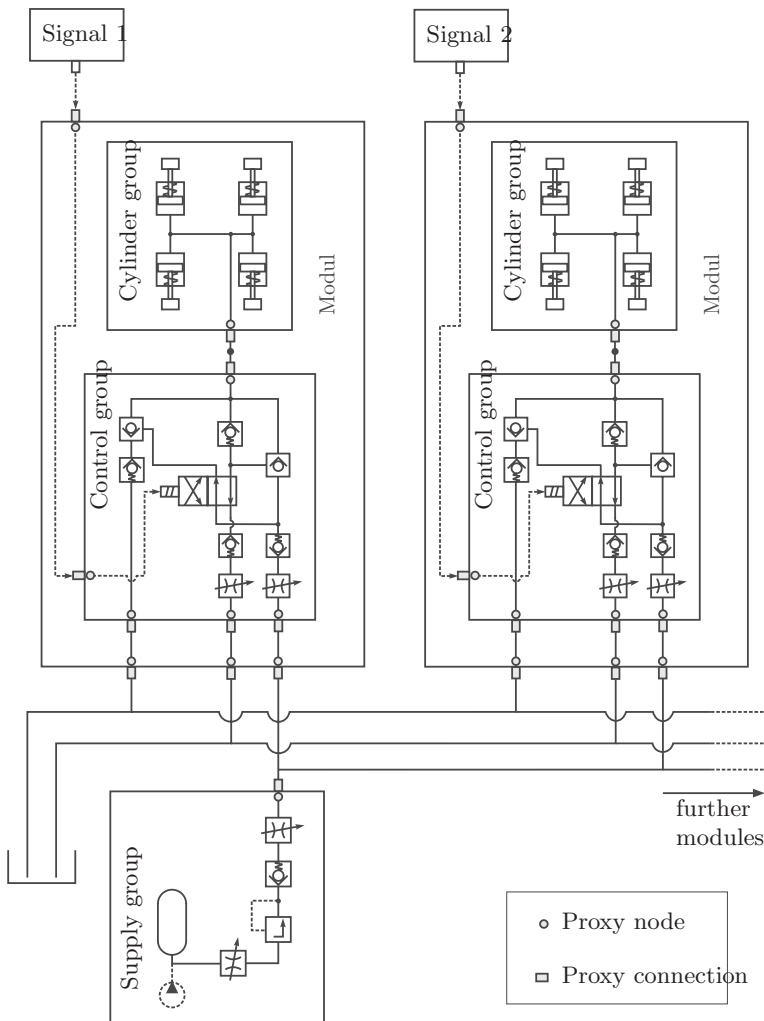 Signal 1
Signal 2
Cylinder group
Modul
Cylinder group
Modul
Control group
Control group
further
modules
Supply group
Proxy node
Proxy connection